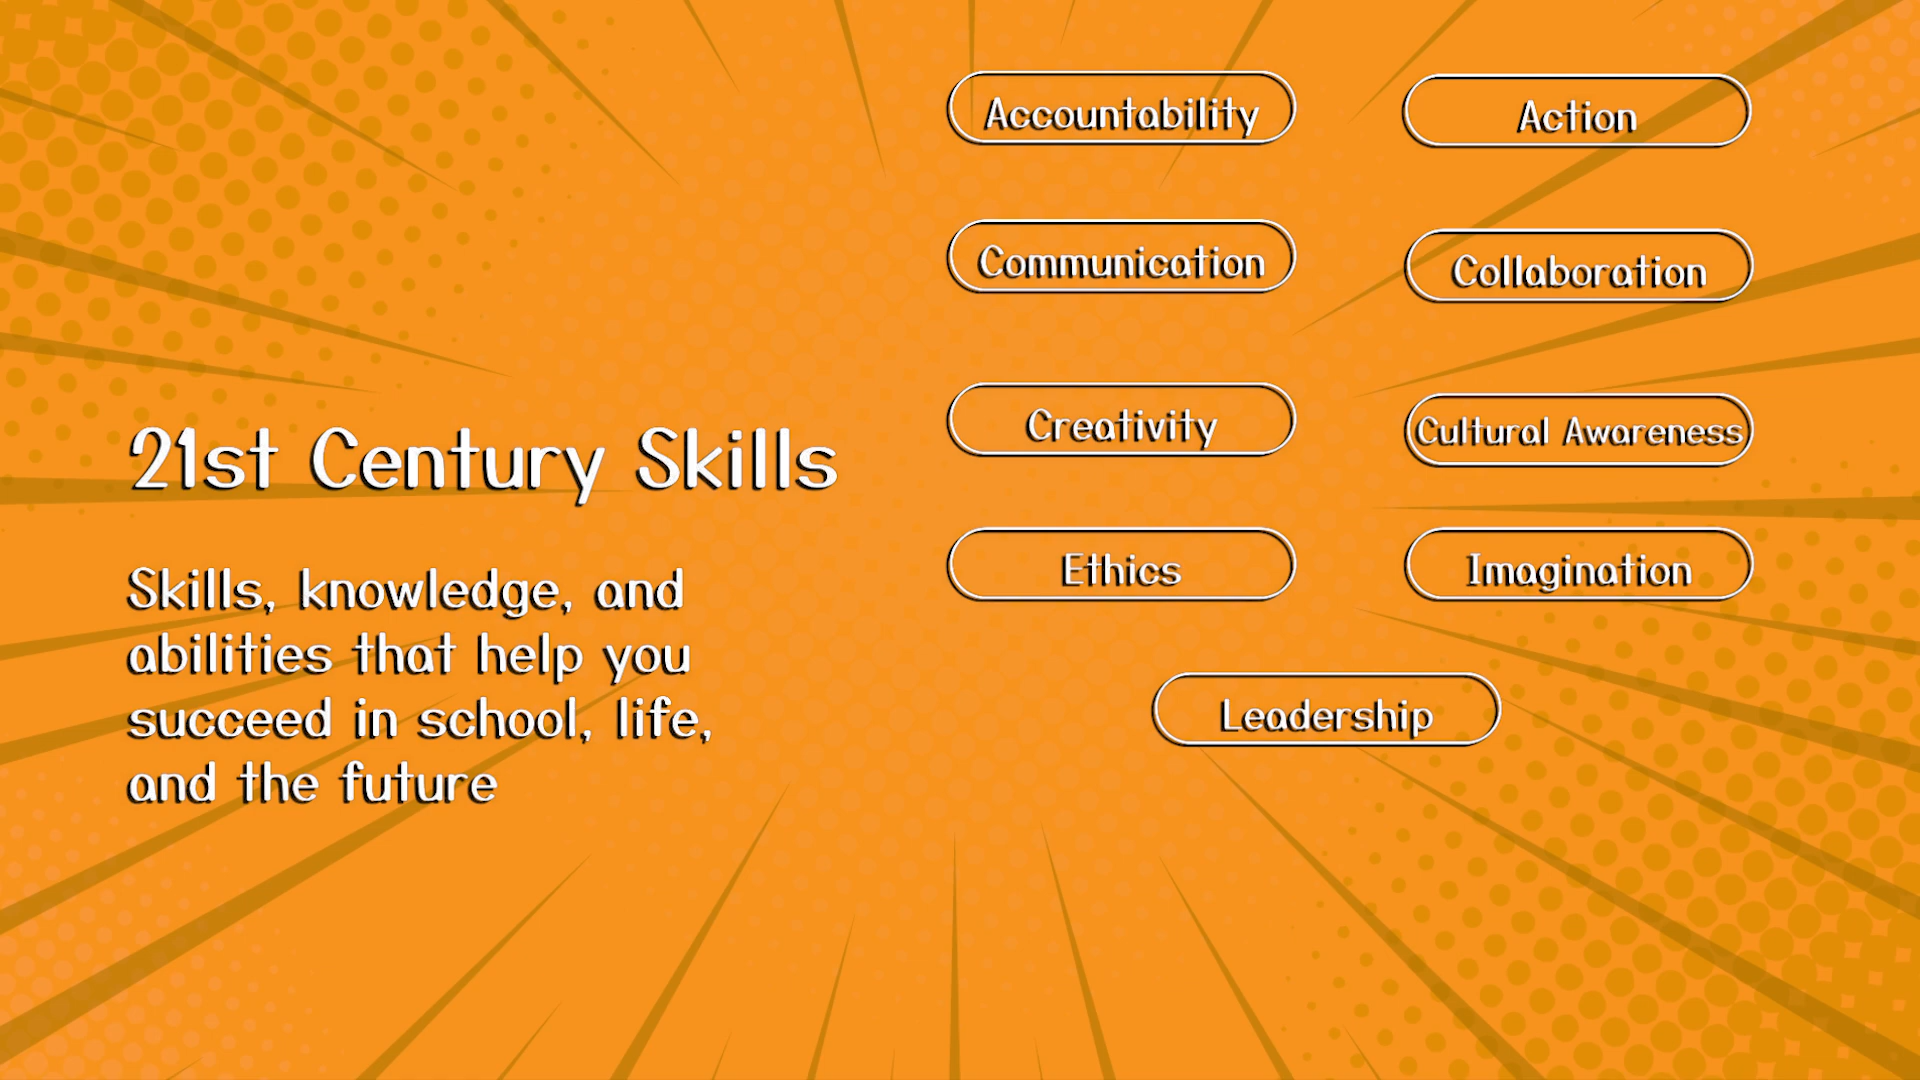 21st Century Skills
Skills, knowledge, and
abilities that help you
succeed in school, life,
and the future
Accountability
Action
Communication
Collaboration
Creativity
Cultural Awareness
Ethics
Imagination
Leadership